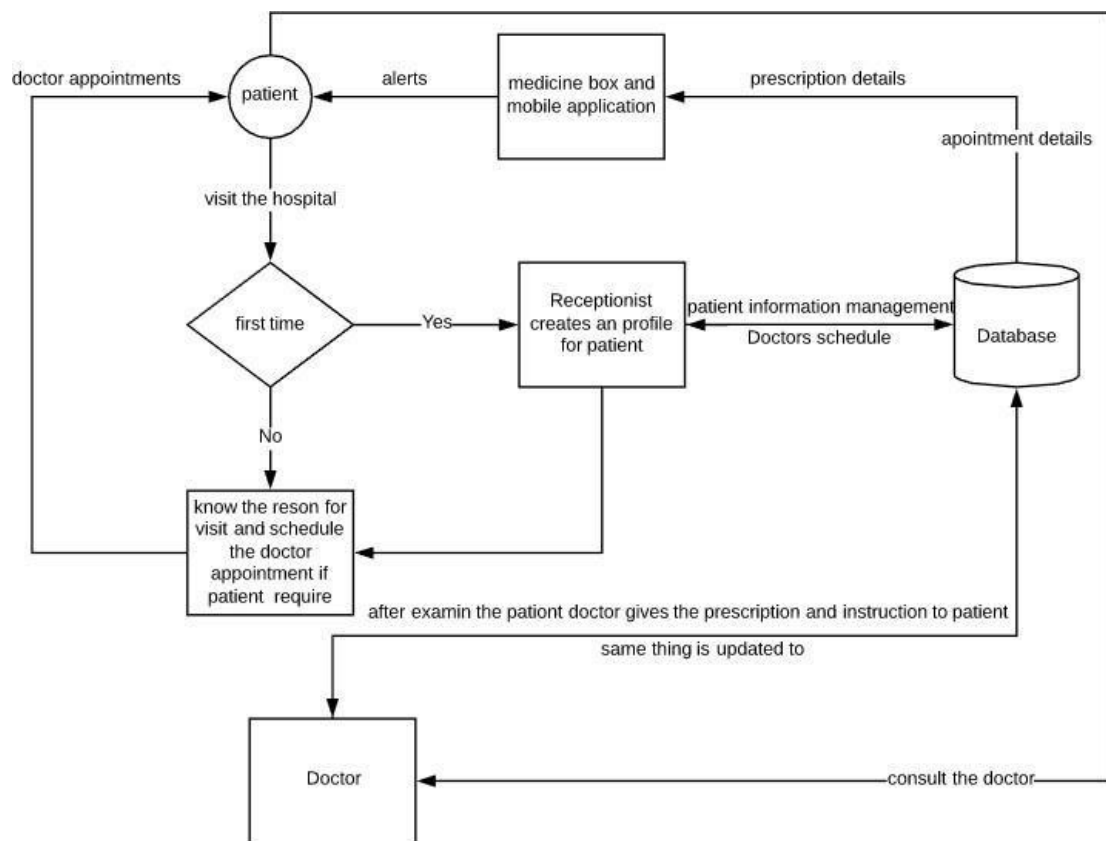 doctor appointments
patient
alerts
medicine box and
mobile application
prescription details
apointment details
visit the hospital
first time
Yes
Receptionist
creates an profile
for patient
patient information management
Doctors schedule
Database
No
know the reson for
visit and schedule
the doctor
appointment if
patient require
after examin the pationt doctor gives the prescription and instruction to patient
same thing is updated to
Doctor
consult the doctor